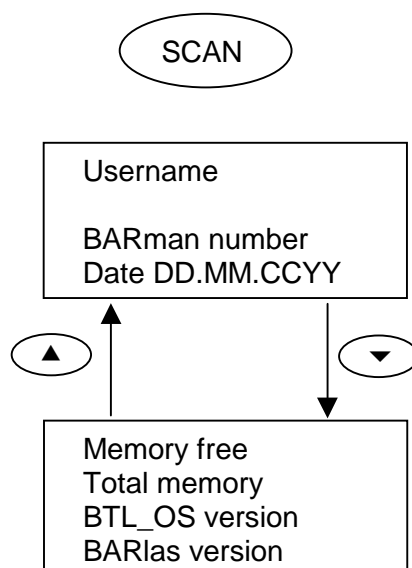 SCAN
Username
BARman number
Date DD.MM.CCYY
Memory free
Total memory
BTL_OS version
BARlas version